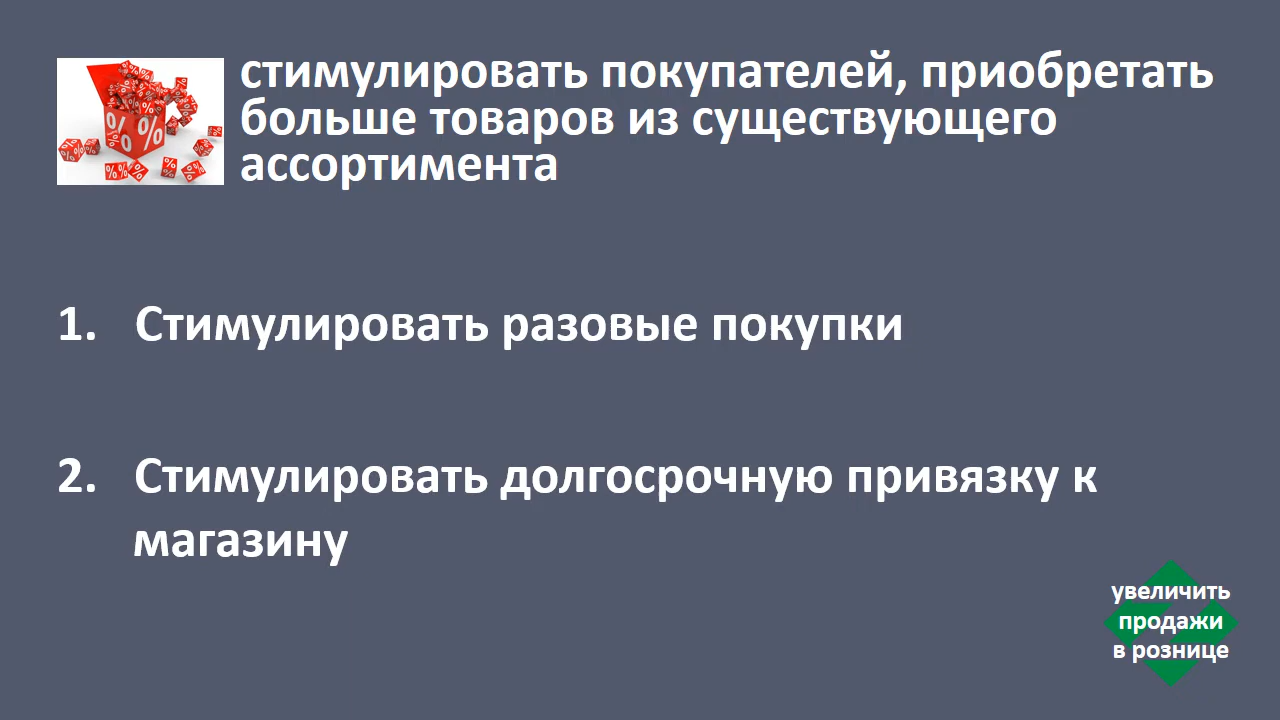 стимулировать покупателей, приобретать
больше товаров из существующего
ассортимента
1. Стимулировать разовые покупки
2. Стимулировать долгосрочную привязку к
магазину
увеличить
продажи
в рознице